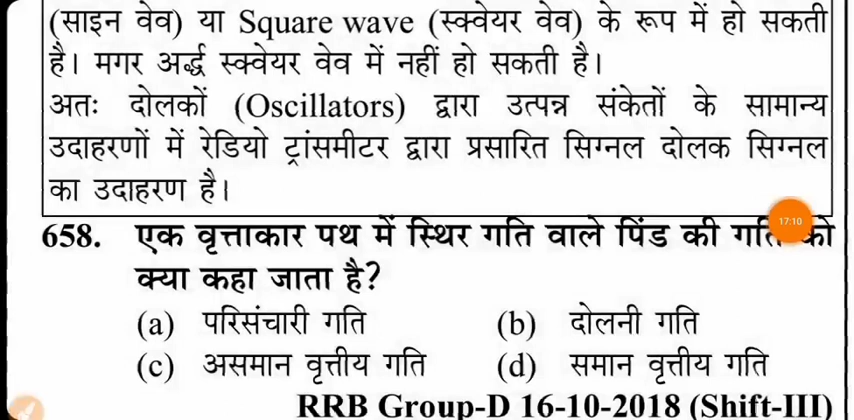 (साइन वेव) या Square wave (स्क्वेयर वेव) के रूप में हो सकती
है। मगर अर्द्ध स्क्वेयर वेव में नहीं हो सकती है।
अतः दोलकों (Oscillators) द्वारा उत्पन्न संकेतों के सामान्य
उदाहरणों में रेडियो ट्रांसमीटर द्वारा प्रसारित सिग्नल दोलक सिग्नल
का उदाहरण है।
658. एक वृत्ताकार पथ में स्थिर गति वाले पिंड की गति को
17:10
क्या कहा जाता है?
(a) परिसंचारी गति (b) दोलनी गति
(c) असमान वृत्तीय गति (d) समान वृत्तीय गति
RRB Group-D 16-10-2018 (Shift-III)